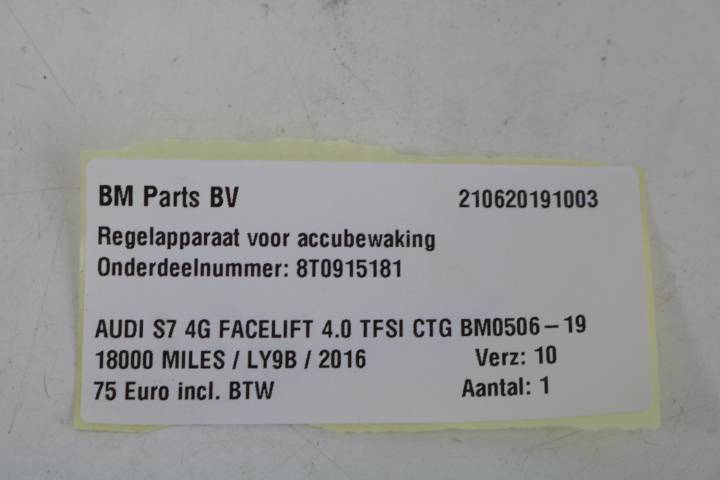 BM Parts BV 210620191003
Regelapparaat voor accubewaking
Onderdeelnummer: 8T0915181
AUDI S7 4G FACELIFT 4.0 TFSI CTG BM0506-19
18000 MILES / LY9B / 2016 Verz: 10
75 Euro incl. BTW Aantal: 1